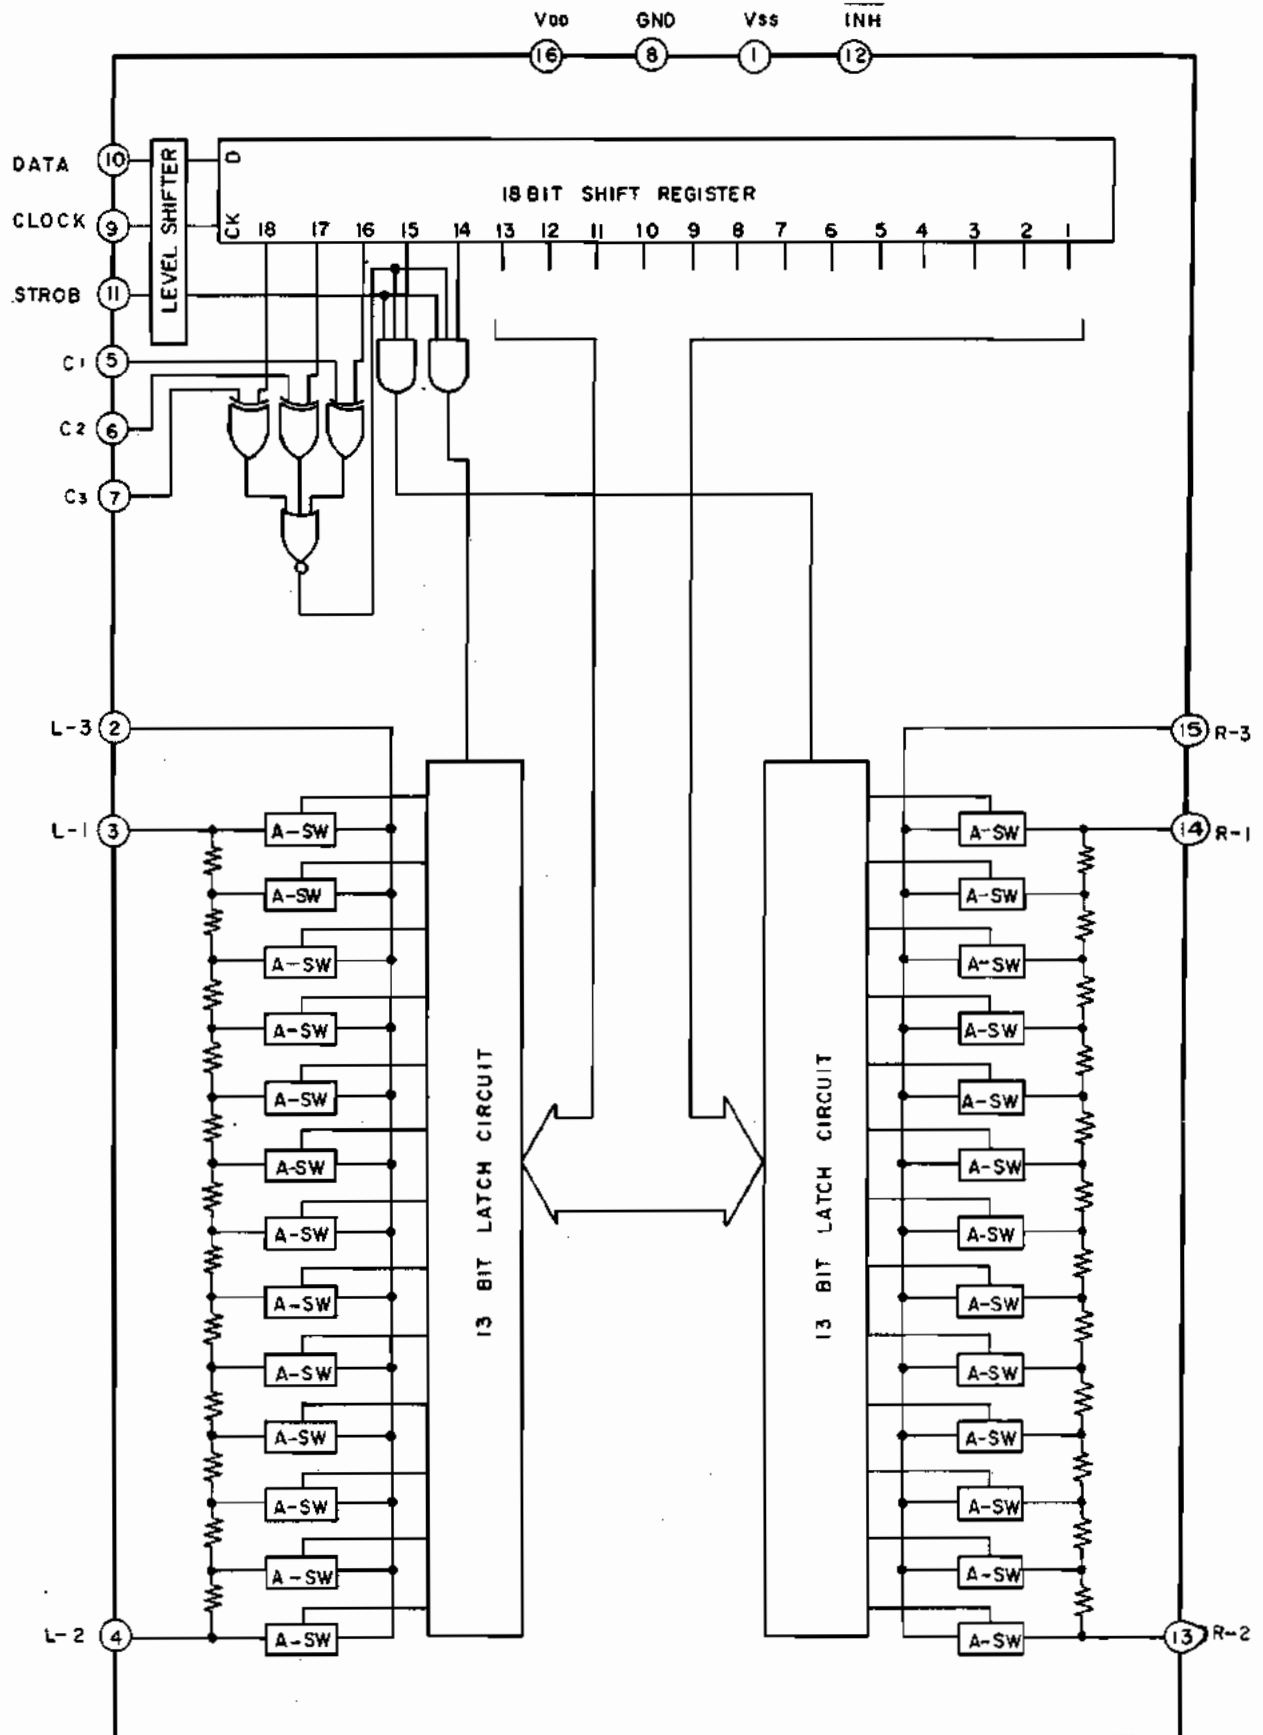 VDD GND VSS INH
16 8 1 12
DATA 10 D
LEVEL SHIFTER
18 BIT SHIFT REGISTER
CLOCK 9 CK 18 17 16 15 14 13 12 11 10 9 8 7 6 5 4 3 2 1
STROB 11
C1 5
C2 6
C3 7
L-3 2
15 R-3
L-1 3 A-SW A-SW 14 R-1
A-SW A-SW
A-SW A-SW
A-SW A-SW
A-SW A-SW
A-SW A-SW
A-SW A-SW
A-SW A-SW
A-SW A-SW
A-SW A-SW
A-SW A-SW
A-SW A-SW
13 BIT LATCH CIRCUIT
13 BIT LATCH CIRCUIT
L-2 4 A-SW A-SW 13 R-2